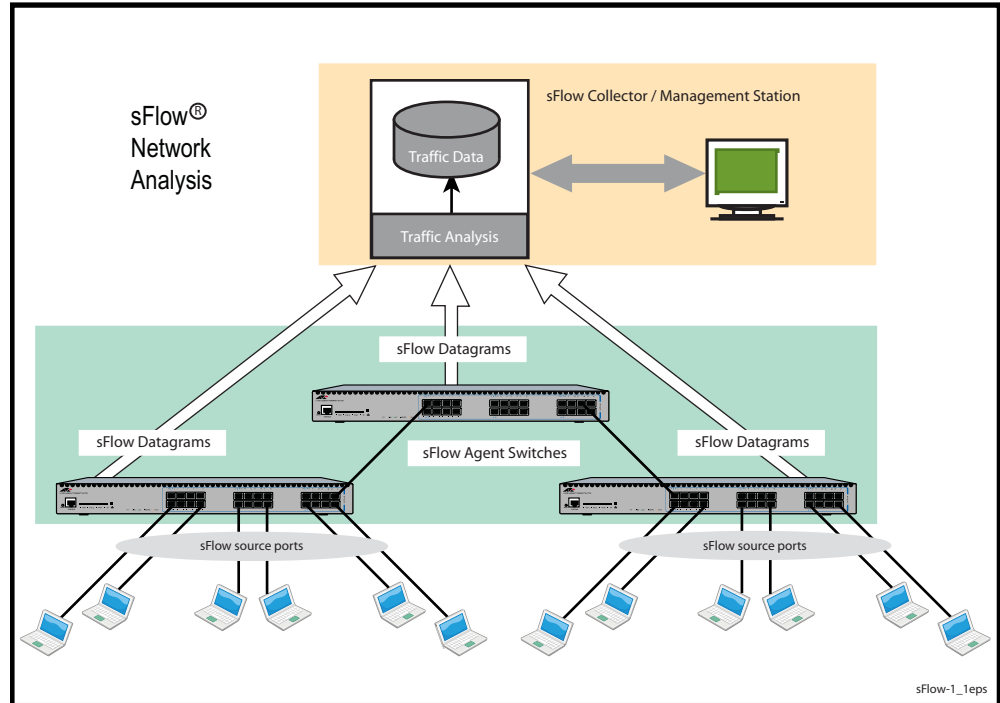 sFlow®
Network
Analysis
sFlow Collector / Management Station
Traffic Data
Traffic Analysis
sFlow Datagrams
sFlow Datagrams
sFlow Agent Switches
sFlow Datagrams
sFlow source ports
sFlow source ports
sFlow-1_1eps